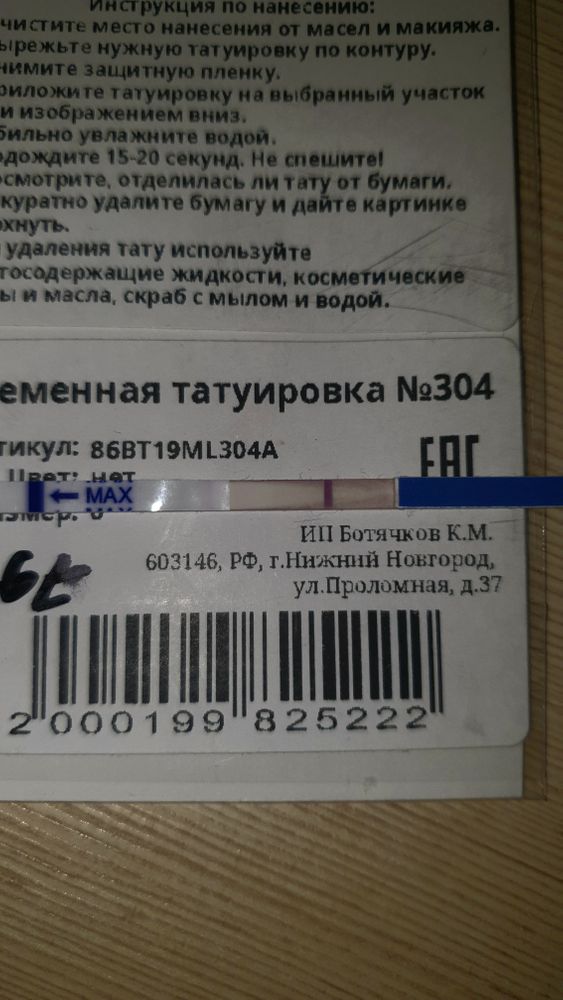 Инструкция по нанесению:
чистите место нанесения от масел и макияжа.
ырежьте нужную татуировку по контуру.
нимите защитную пленку.
риложите татуировку на выбранный участок
и изображением вниз.
бильно увлажните водой.
одождите 15-20 секунд. Не спешите!
осмотрите, отделилась ли тату от бумаги.
куратно удалите бумагу и дайте картинке
охнуть.
удаления тату используйте
тосодержащие жидкости, косметические
ы и масла, скраб с мылом и водой.
еменная татуировка №304
тикул: 86BT19ML304A
Цвет: нет
MAX
ИП Ботячков К.М.
603146, РФ, г.Нижний Новгород,
ул.Проломная, д.37
2 000199 825222